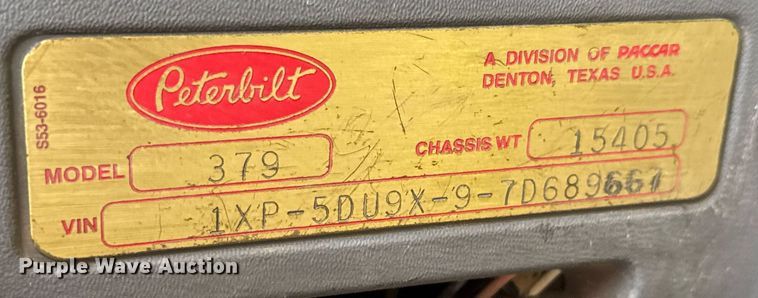 Peterbilt
A DIVISION OF PACCAR
DENTON, TEXAS U.S.A.
S53-6016
MODEL 379
CHASSIS WT 15405
VIN 1XP-5DU9X-9-7D689661
Purple Wave Auction